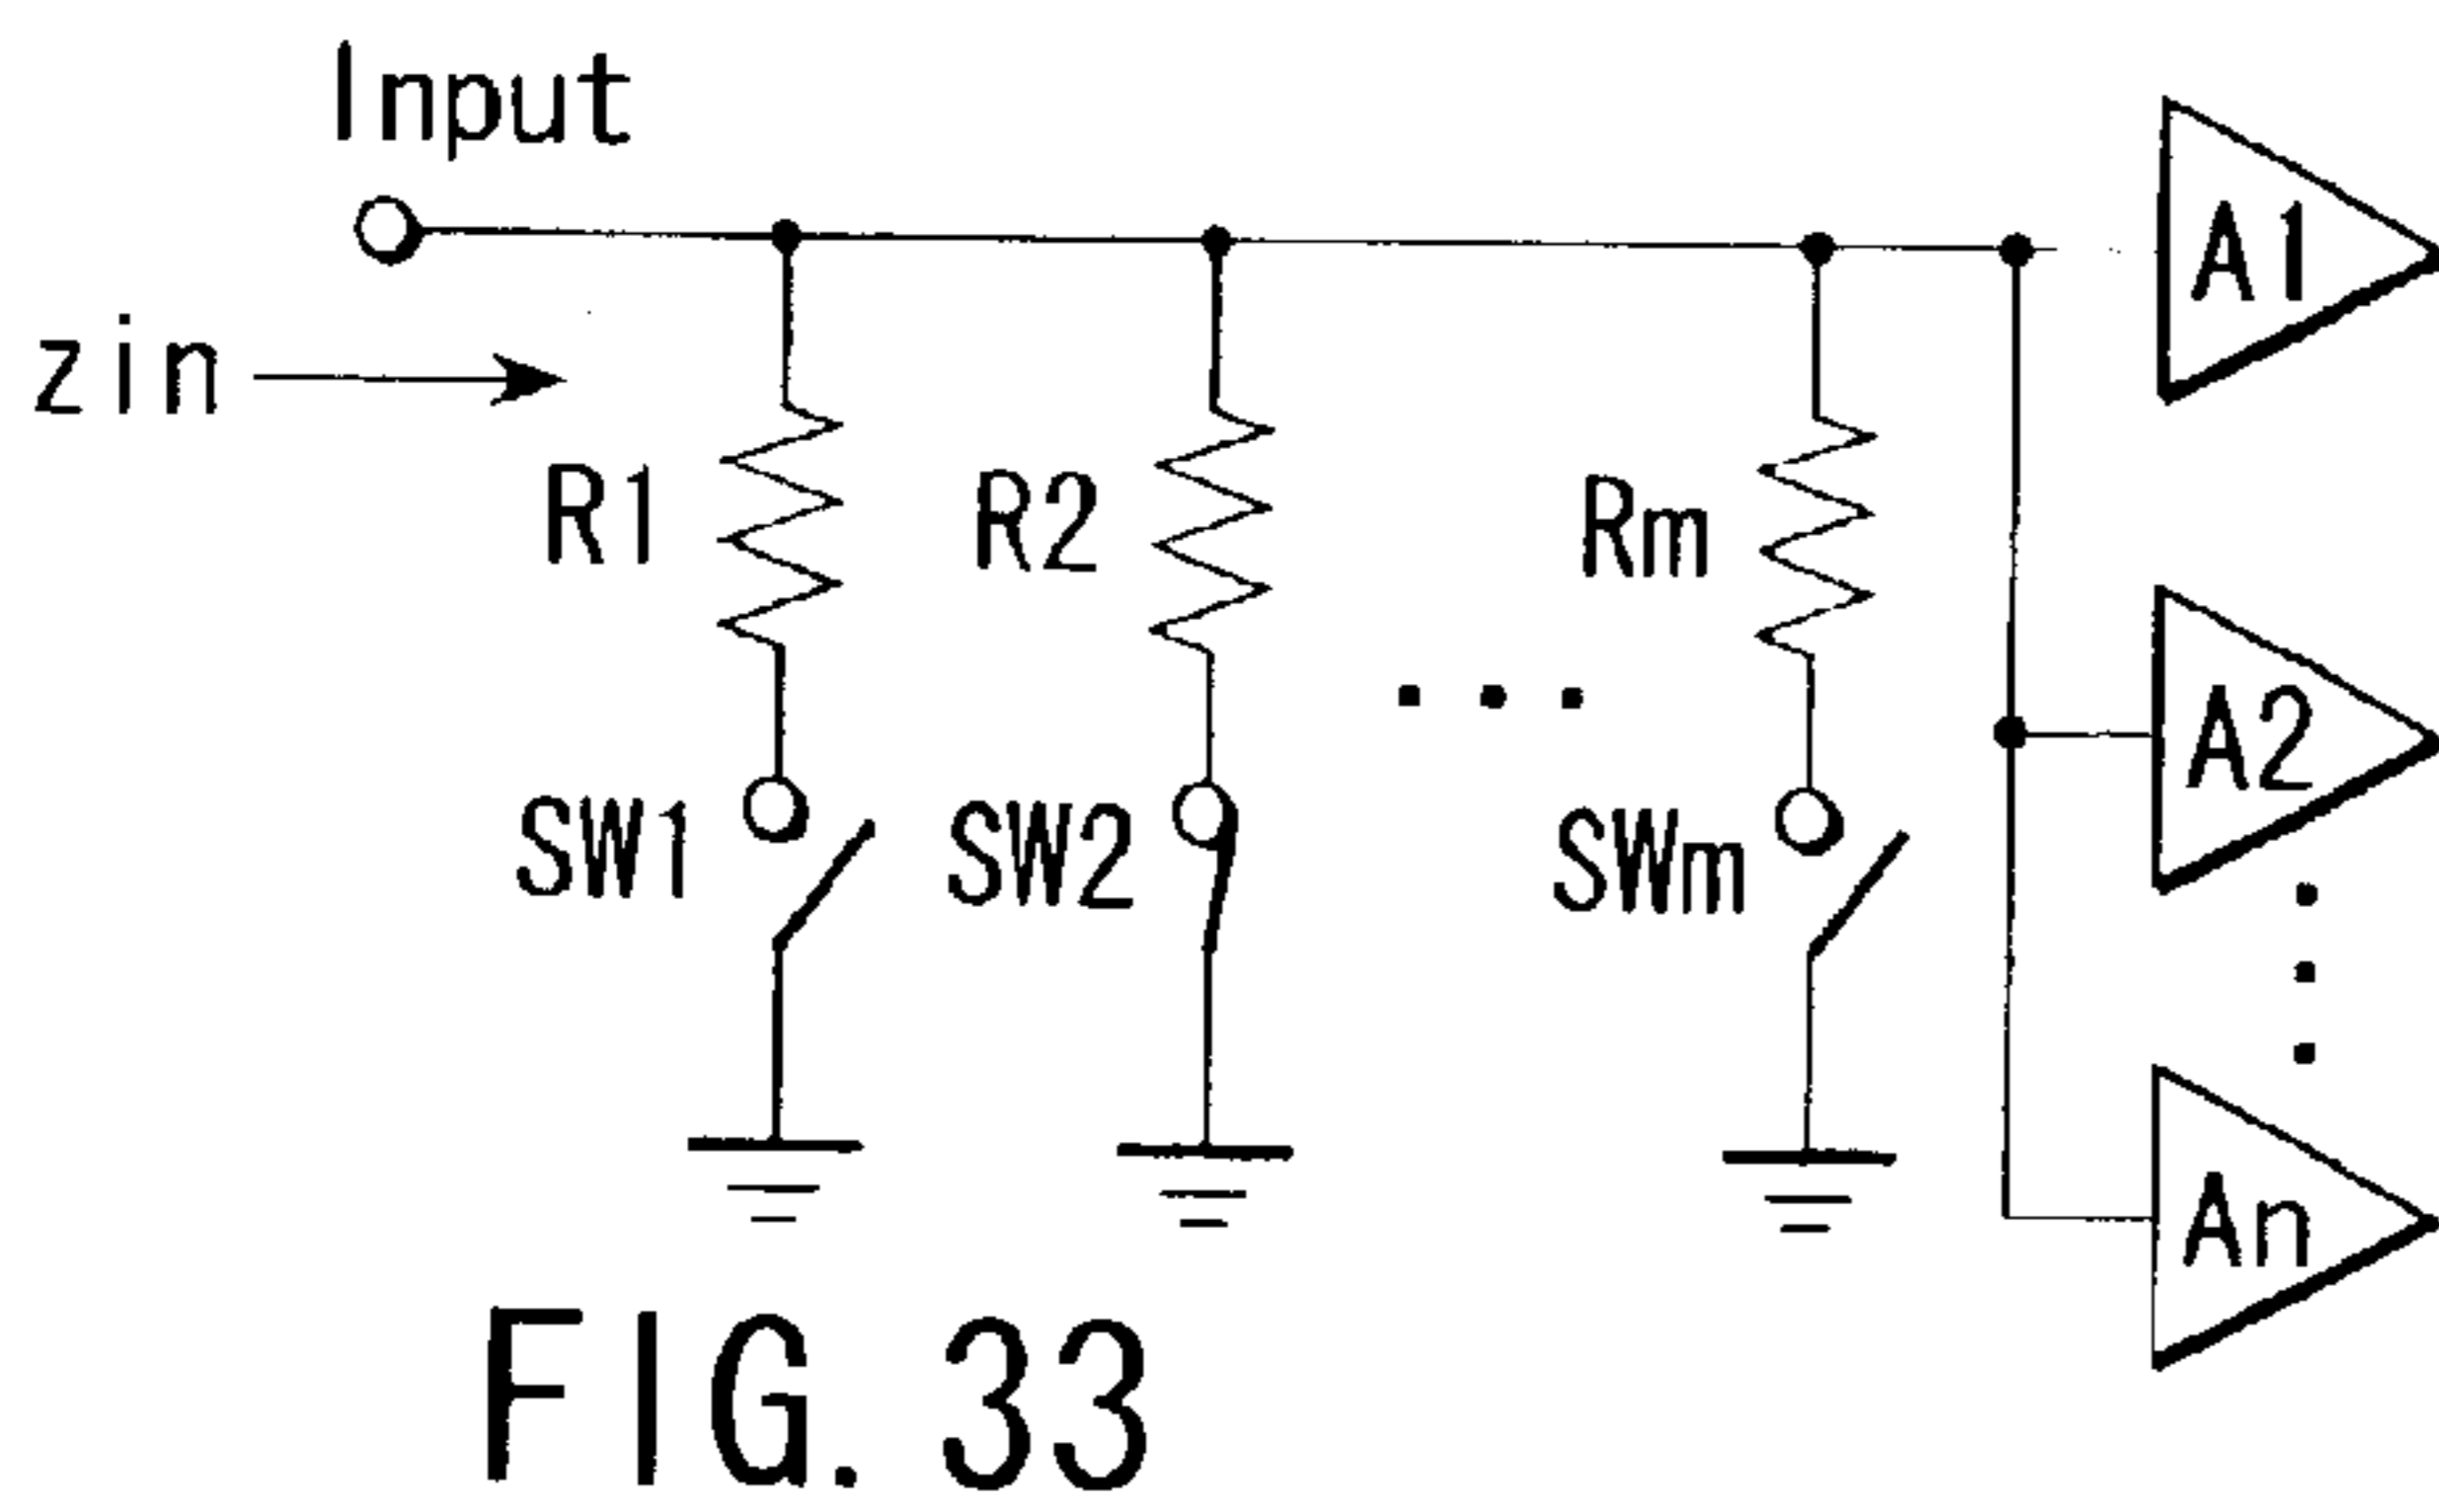 Input
A1
zin
R1
R2
Rm
A2
SW1
SW2
SWm
An
FIG. 33